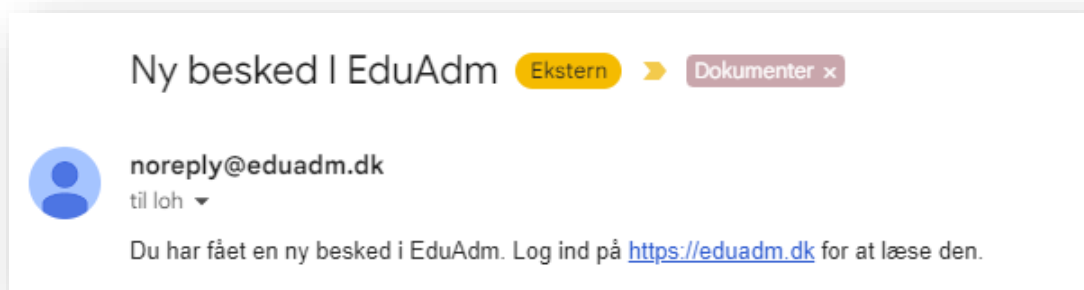 Ny besked I EduAdm Ekstern Dokumenter ×
noreply@eduadm.dk
til loh
Du har fået en ny besked i EduAdm. Log ind på https://eduadm.dk for at læse den.